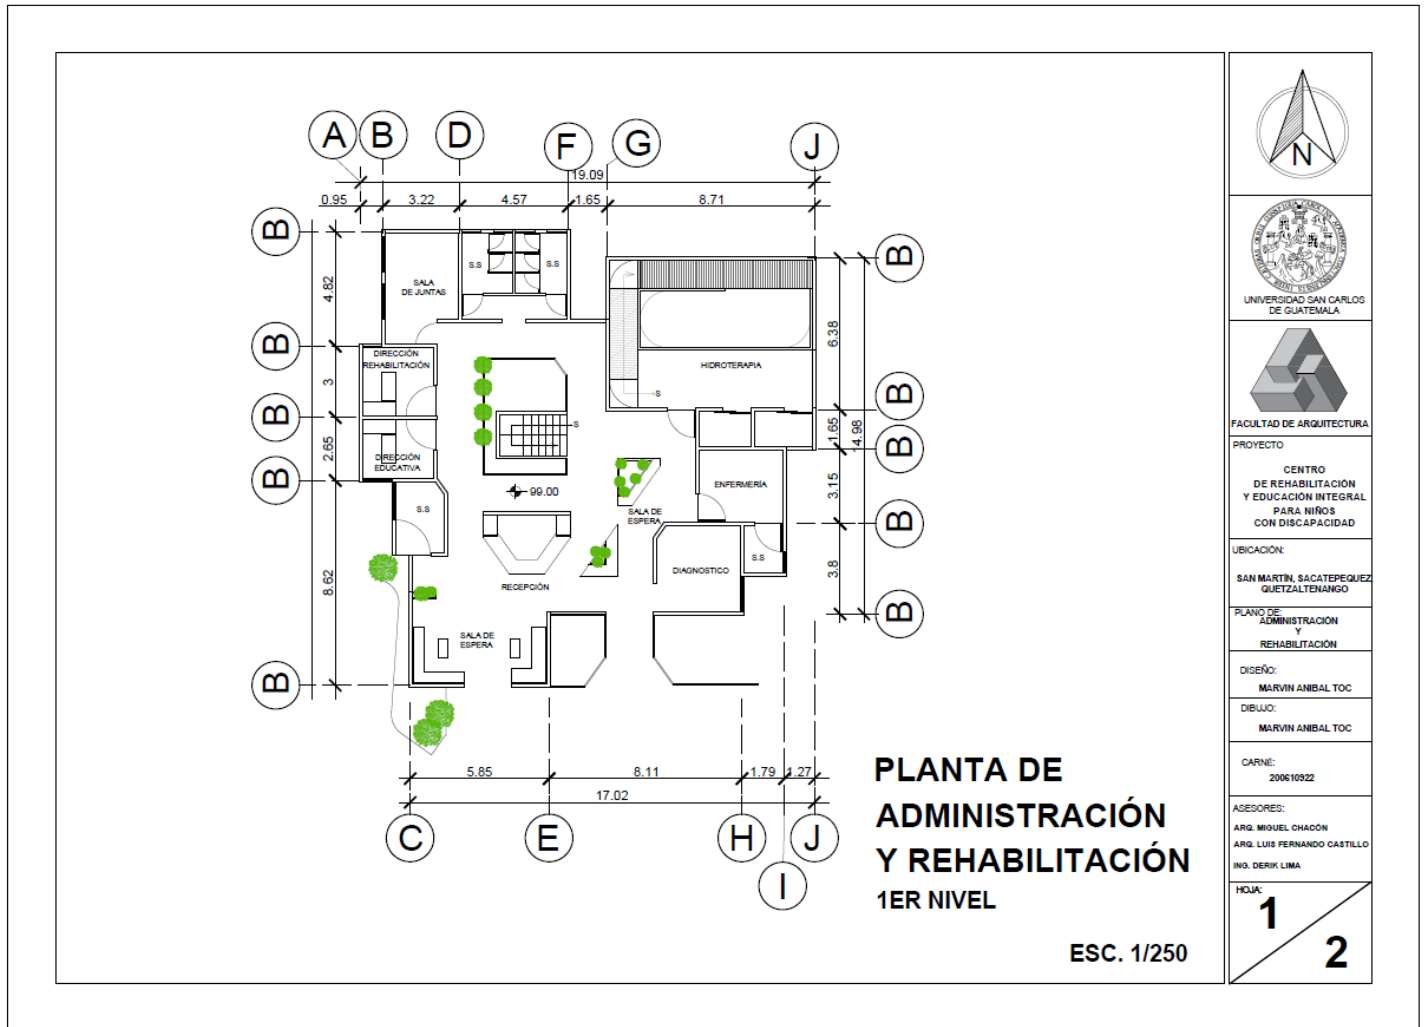 A
B
D
F
G
J
19.09
0.95
3.22
4.57
1.65
8.71
B
B
B
B
B
4.82
3
2.65
8.62
B
B
B
B
B
6.38
1.65
14.98
3.15
3.8
SALA
DE JUNTAS
S.S
S.S
DIRECCIÓN
REHABILITACIÓN
HIDROTERAPIA
S
S
DIRECCIÓN
EDUCATIVA
99.00
ENFERMERÍA
S.S
SALA DE
ESPERA
S.S
DIAGNOSTICO
RECEPCIÓN
SALA DE
ESPERA
5.85
8.11
1.79
1.27
17.02
C
E
H
J
I
PLANTA DE
ADMINISTRACIÓN
Y REHABILITACIÓN
1ER NIVEL
ESC. 1/250
N
UNIVERSIDAD SAN CARLOS
DE GUATEMALA
FACULTAD DE ARQUITECTURA
PROYECTO
CENTRO
DE REHABILITACIÓN
Y EDUCACIÓN INTEGRAL
PARA NIÑOS
CON DISCAPACIDAD
UBICACIÓN:
SAN MARTÍN, SACATEPEQUEZ
QUETZALTENANGO
PLANO DE:
ADMINISTRACIÓN
Y
REHABILITACIÓN
DISEÑO:
MARVIN ANIBAL TOC
DIBUJO:
MARVIN ANIBAL TOC
CARNÉ:
200610922
ASESORES:
ARQ. MIGUEL CHACÓN
ARQ. LUIS FERNANDO CASTILLO
ING. DERIK LIMA
HOJA:
1
2